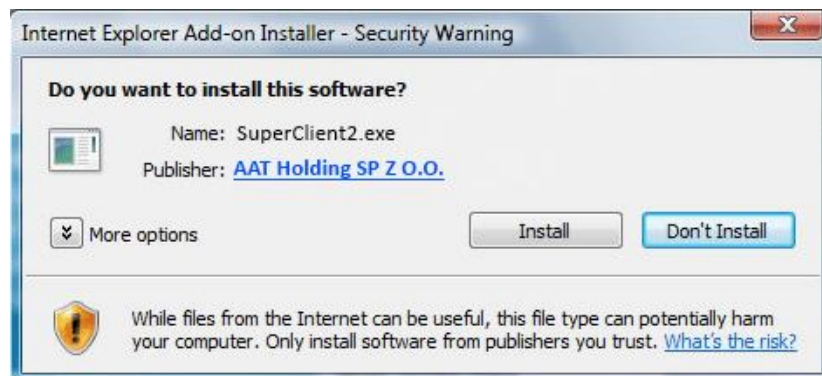 Internet Explorer Add-on Installer - Security Warning
Do you want to install this software?
Name: SuperClient2.exe
Publisher: AAT Holding SP Z O.O.
More options
Install
Don't Install
While files from the Internet can be useful, this file type can potentially harm
your computer. Only install software from publishers you trust. What's the risk?